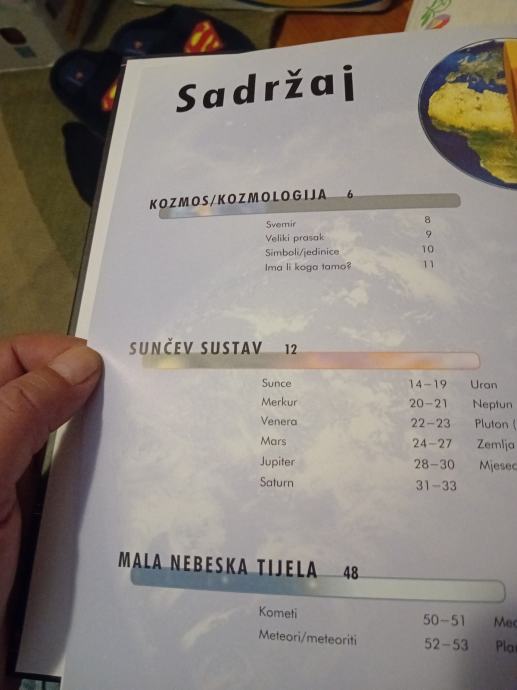 Sadržaj
KOZMOS/KOZMOLOGIJA 6
Svemir 8
Veliki prasak 9
Simboli/jedinice 10
Ima li koga tamo? 11
SUNČEV SUSTAV 12
Sunce 14–19 Uran
Merkur 20–21 Neptun
Venera 22–23 Pluton (
Mars 24–27 Zemlja
Jupiter 28–30 Mjesec
Saturn 31–33
MALA NEBESKA TIJELA 48
Kometi 50–51
Meteori/meteoriti 52–53